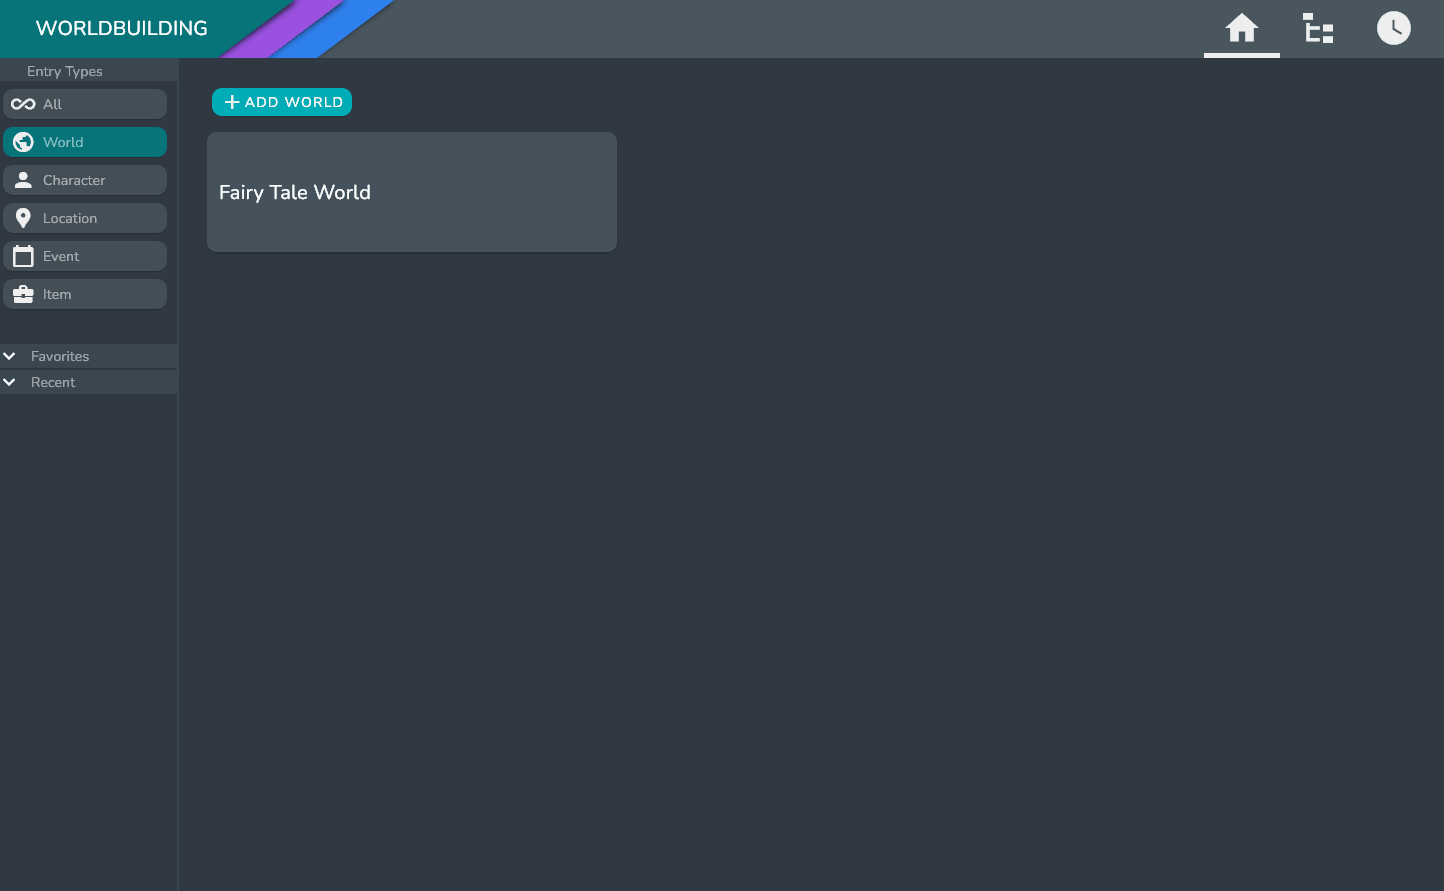 WORLDBUILDING
Entry Types
All
World
Character
Location
Event
Item
Favorites
Recent
ADD WORLD
Fairy Tale World